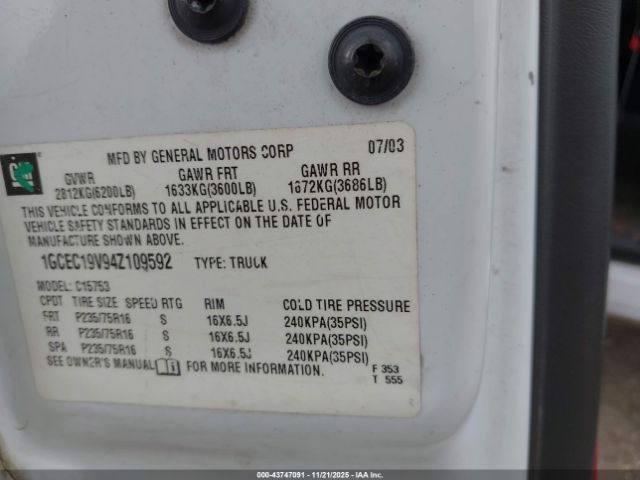 GM
MFD BY GENERAL MOTORS CORP 07/03
GVWR GAWR FRT GAWR RR
2812KG(6200LB) 1633KG(3600LB) 1672KG(3686LB)
THIS VEHICLE CONFORMS TO ALL APPLICABLE U.S. FEDERAL MOTOR
VEHICLE SAFETY STANDARDS IN EFFECT ON THE DATE OF
MANUFACTURE SHOWN ABOVE.
1GCEC19V94Z109592 TYPE: TRUCK
MODEL: C15753
CPDT TIRE SIZE SPEED RTG RIM COLD TIRE PRESSURE
FRT P235/75R16 S 16X6.5J 240KPA(35PSI)
RR P235/75R16 S 16X6.5J 240KPA(35PSI)
SPA P235/75R16 S 16X6.5J 240KPA(35PSI)
SEE OWNER'S MANUAL FOR MORE INFORMATION.
F 353
T 555
000-43747091 - 11/21/2025 - IAAI.COM